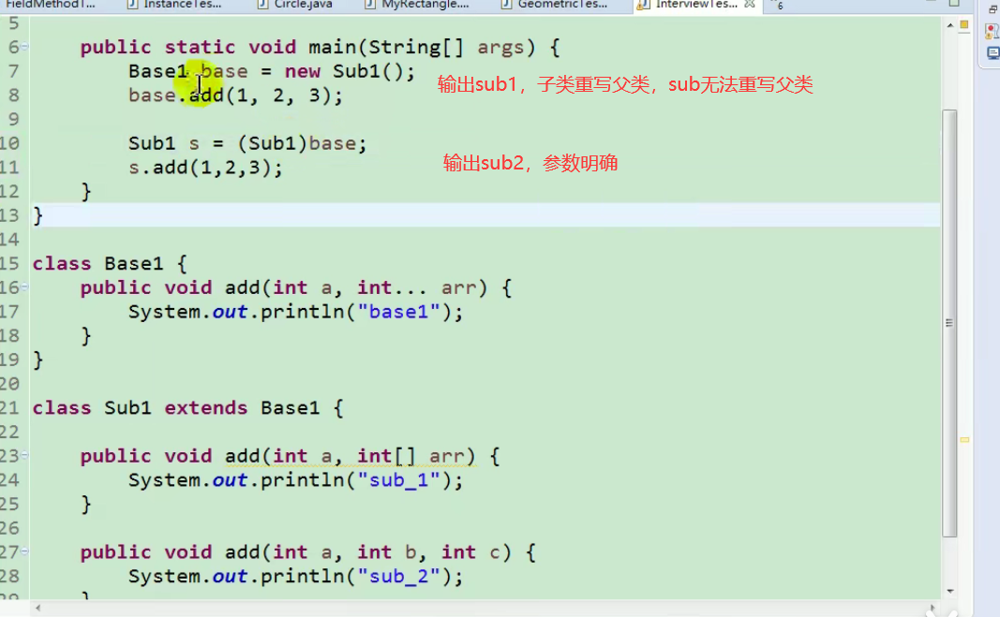 FieldMethodT... InstanceTes... Circle.java MyRectangle.... GeometricTes... InterviewTes... 6
5
6 public static void main(String[] args) {
7 Base1 base = new Sub1(); 输出sub1，子类重写父类，sub无法重写父类
8 base.add(1, 2, 3);
9
10 Sub1 s = (Sub1)base;
11 s.add(1,2,3); 输出sub2，参数明确
12 }
13 }
14
15 class Base1 {
16 public void add(int a, int... arr) {
17 System.out.println("base1");
18 }
19 }
20
21 class Sub1 extends Base1 {
22
23 public void add(int a, int[] arr) {
24 System.out.println("sub_1");
25 }
26
27 public void add(int a, int b, int c) {
28 System.out.println("sub_2");
29 }